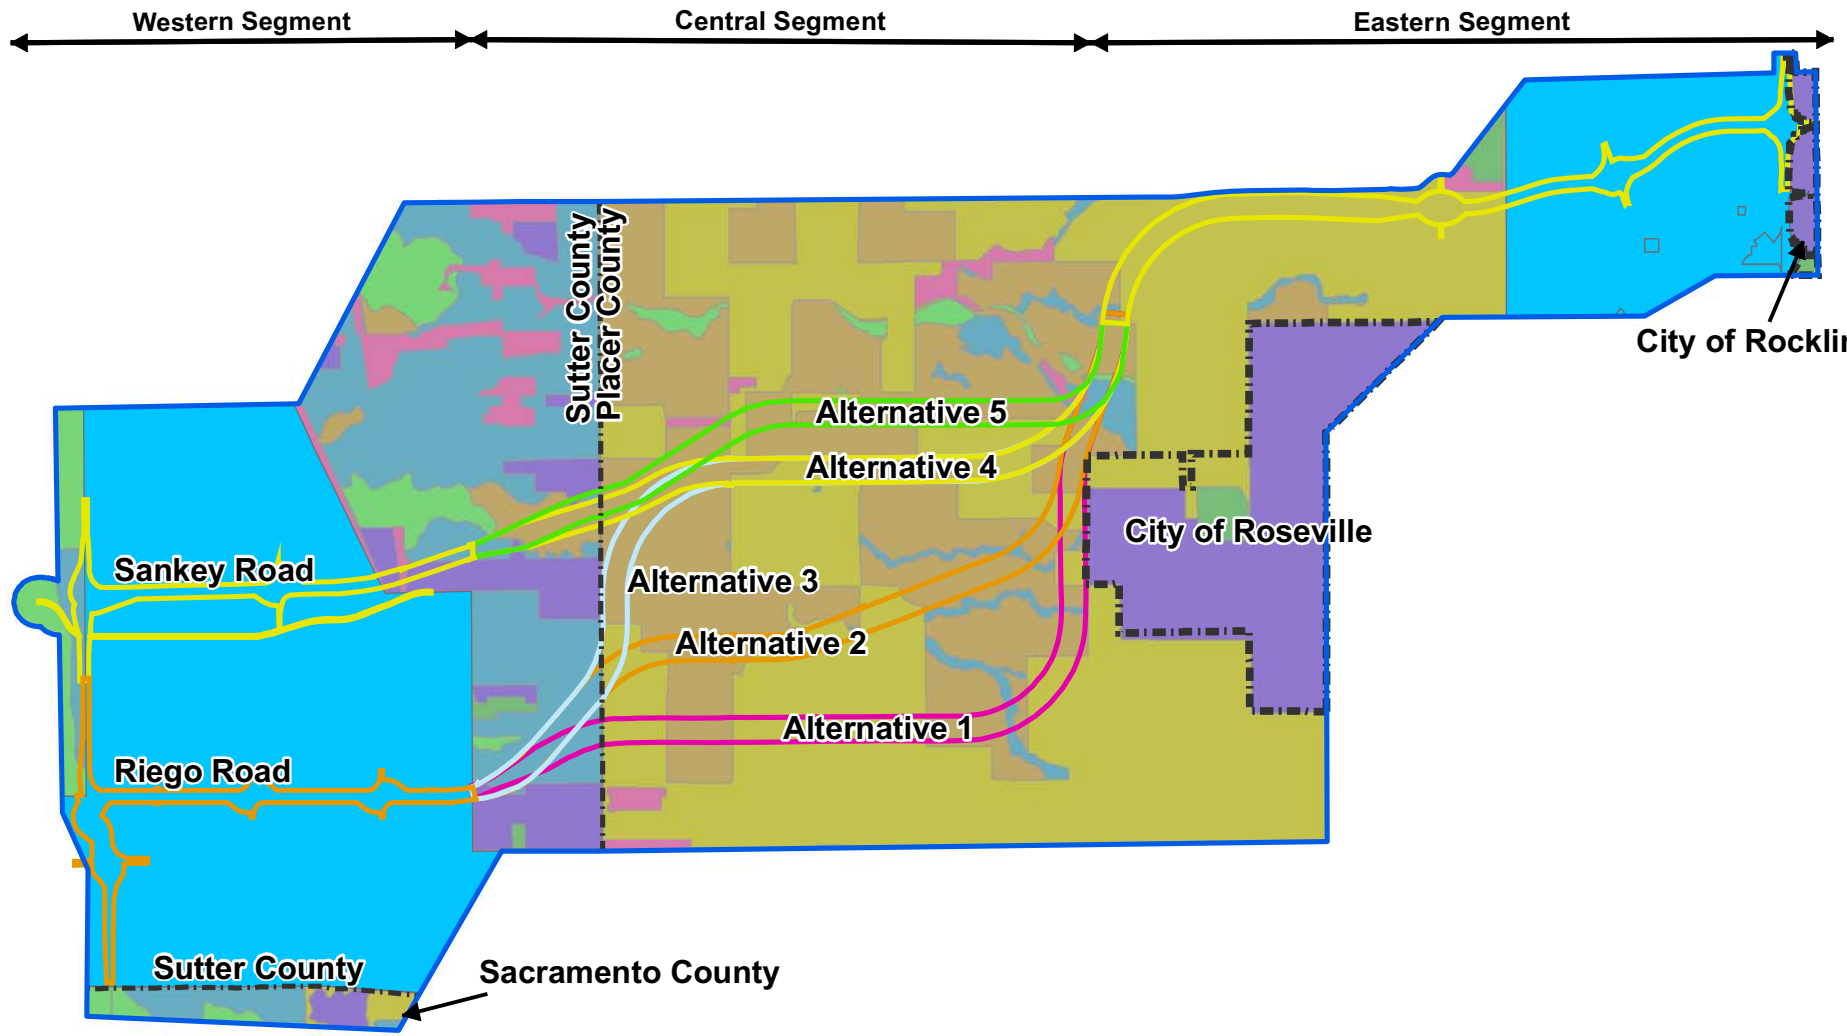 Western Segment
Central Segment
Eastern Segment
Sutter County
Placer County
City of Rocklin
Alternative 5
Alternative 4
City of Roseville
Sankey Road
Alternative 3
Alternative 2
Alternative 1
Riego Road
Sutter County
Sacramento County